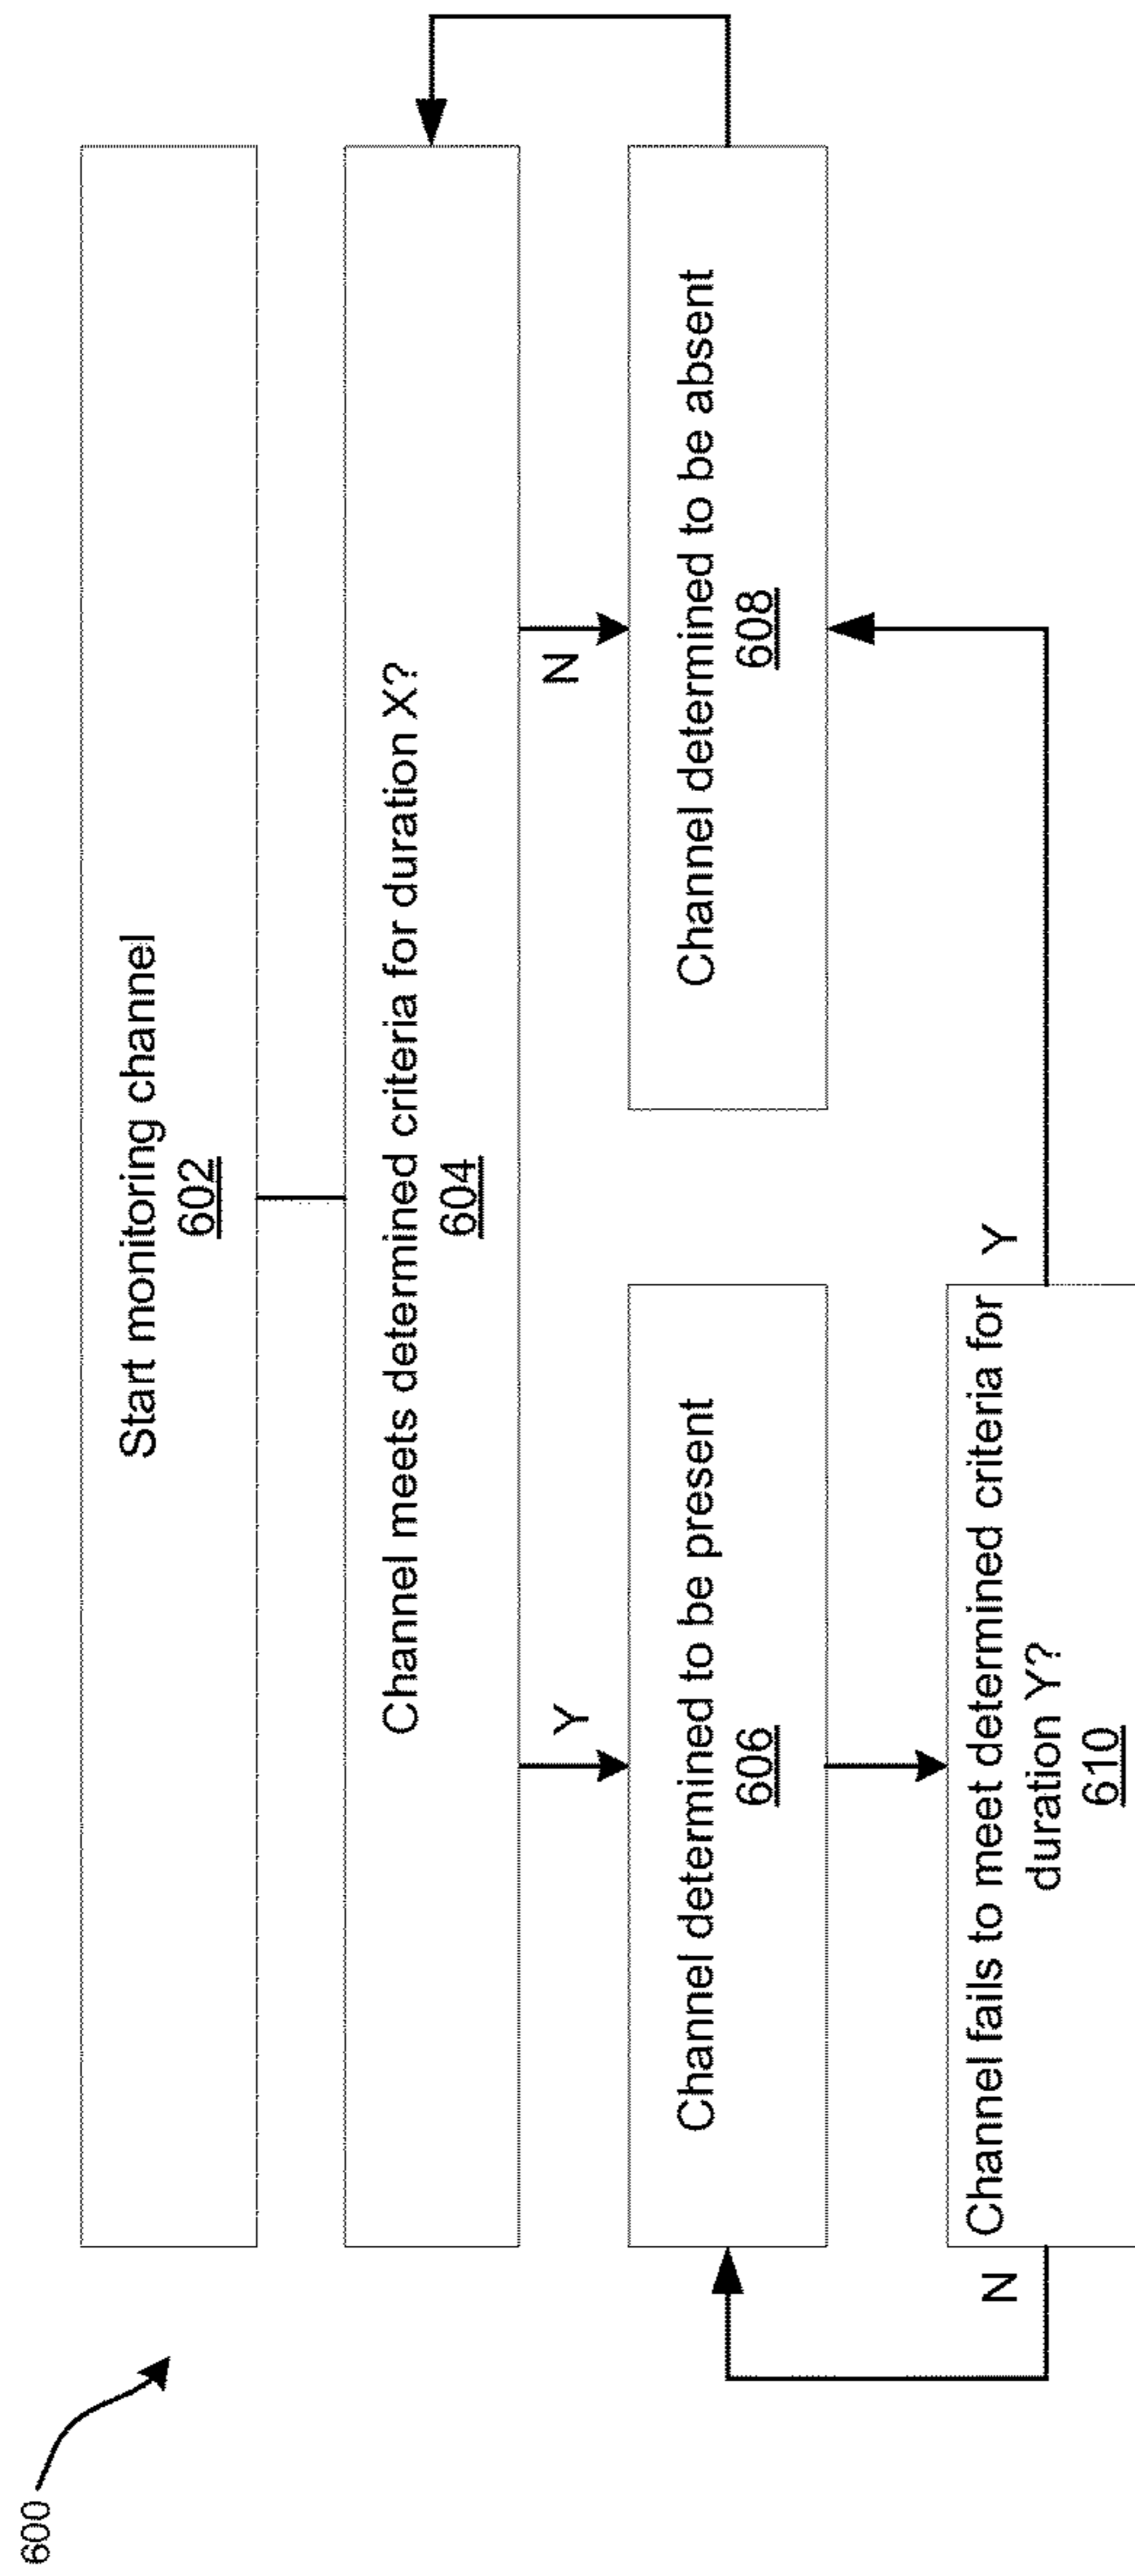 600
Start monitoring channel
602
Channel meets determined criteria for duration X?
604
Y
N
Channel determined to be present
606
Channel determined to be absent
608
N
Channel fails to meet determined criteria for
duration Y?
610
Y